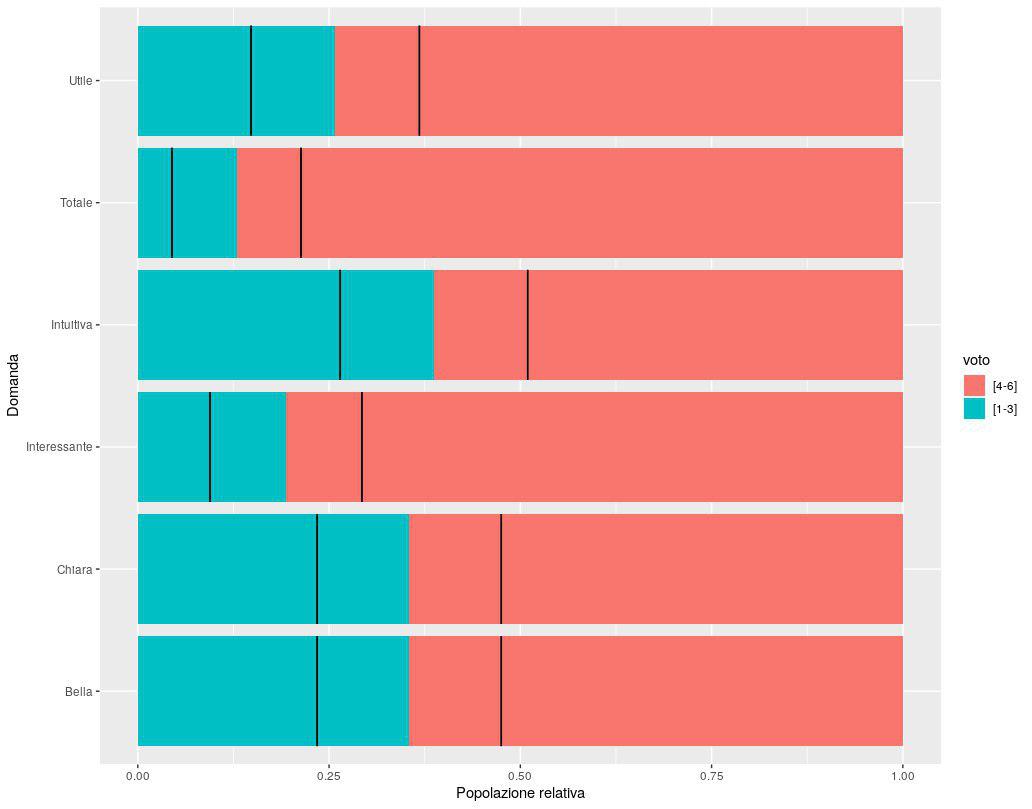 Utile
Totale
Intuitiva
Interessante
Chiara
Bella
Domanda
0.00 0.25 0.50 0.75 1.00
Popolazione relativa
voto
[4-6]
[1-3]